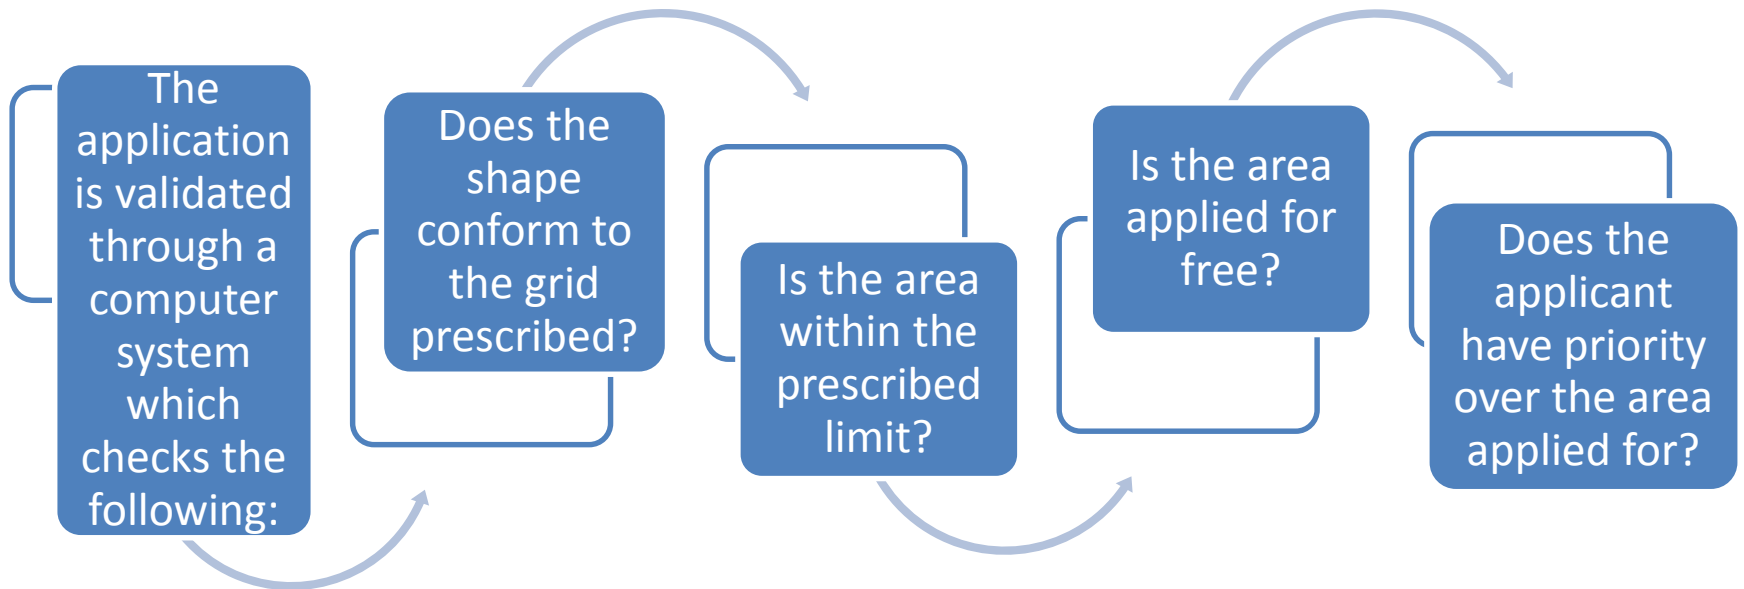 The
application
is validated
through a
computer
system
which
checks the
following:
Does the
shape
conform to
the grid
prescribed?
Is the area
within the
prescribed
limit?
Is the area
applied for
free?
Does the
applicant
have priority
over the area
applied for?